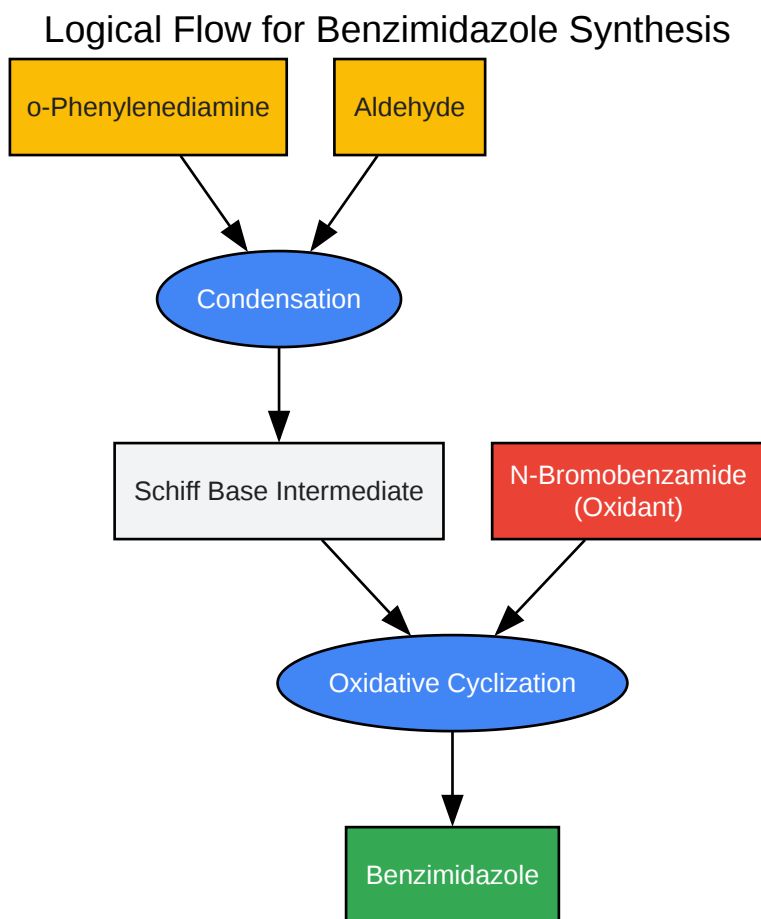 Logical Flow for Benzimidazole Synthesis
o-Phenylenediamine
Aldehyde
Condensation
Schiff Base Intermediate
N-Bromobenzamide
(Oxidant)
Oxidative Cyclization
Benzimidazole